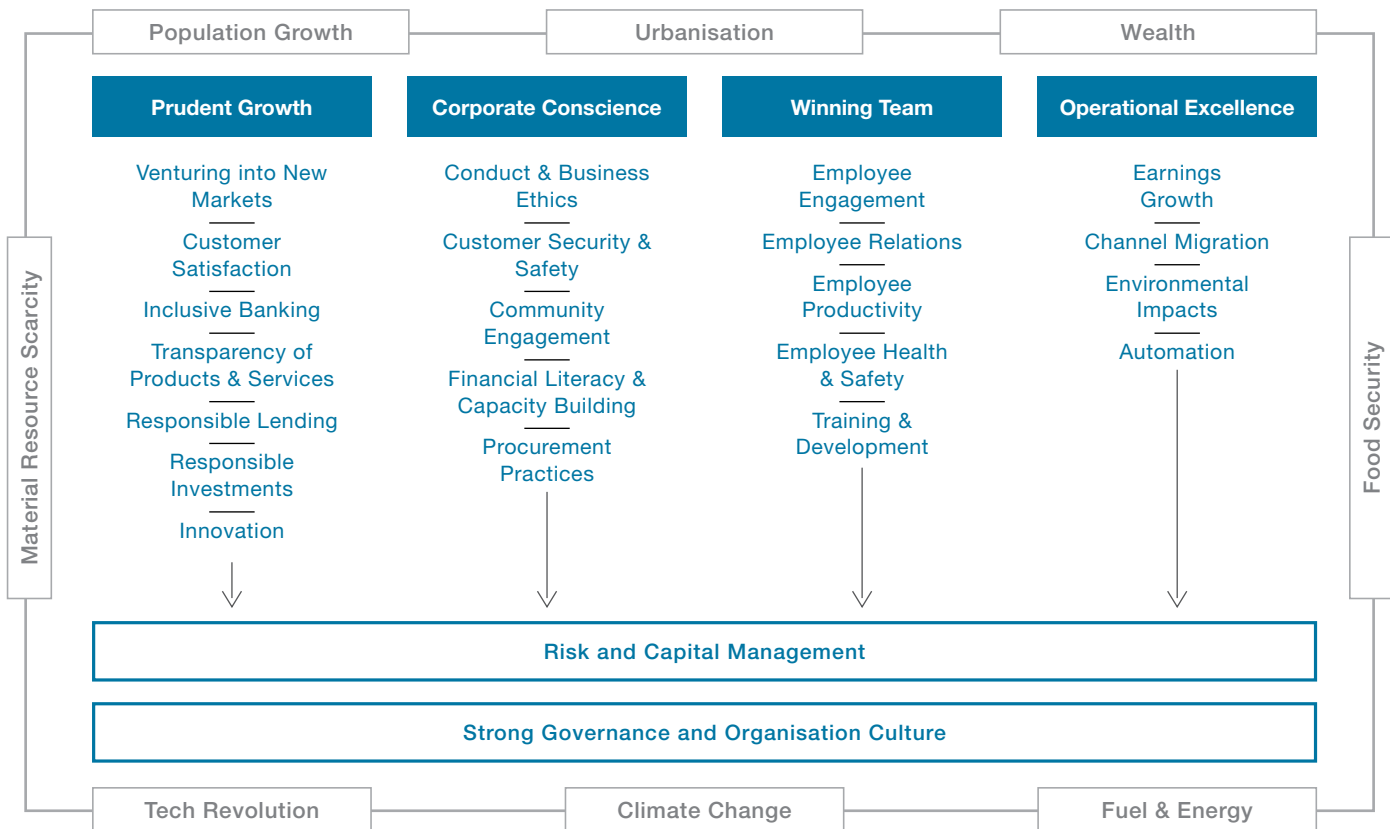 Population Growth
Urbanisation
Wealth
Material Resource Scarcity
Prudent Growth
Venturing into New
Markets
Customer
Satisfaction
Inclusive Banking
Transparency of
Products & Services
Responsible Lending
Responsible
Investments
Innovation
Corporate Conscience
Conduct & Business
Ethics
Customer Security &
Safety
Community
Engagement
Financial Literacy &
Capacity Building
Procurement
Practices
Winning Team
Employee
Engagement
Employee Relations
Employee
Productivity
Employee Health
& Safety
Training &
Development
Operational Excellence
Earnings
Growth
Channel Migration
Environmental
Impacts
Automation
Food Security
Risk and Capital Management
Strong Governance and Organisation Culture
Tech Revolution
Climate Change
Fuel & Energy